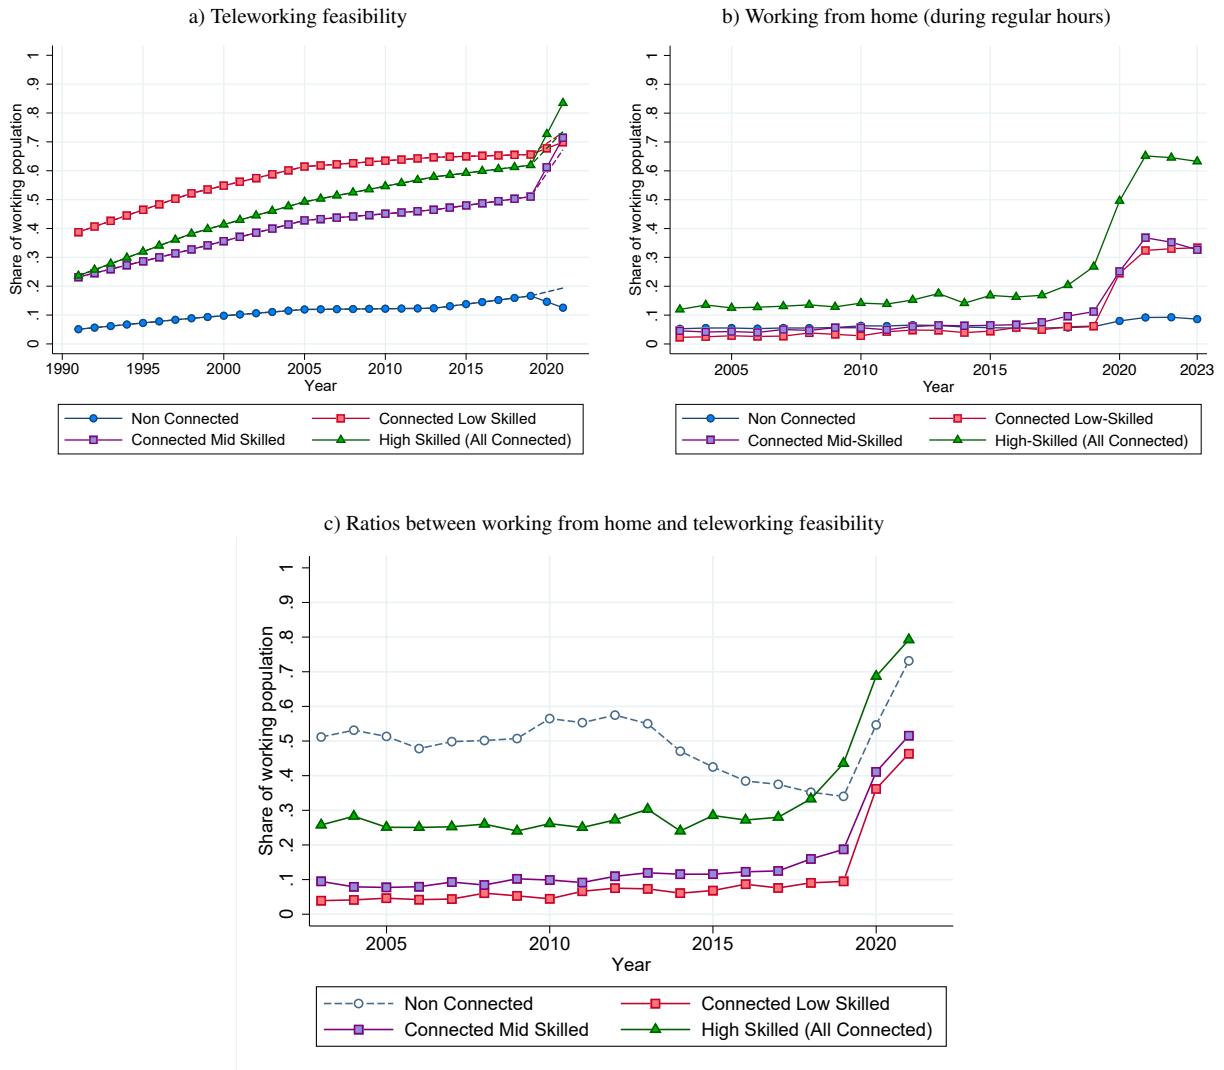 a) Teleworking feasibility
Share of working population
1
.9
.8
.7
.6
.5
.4
.3
.2
.1
0
1990 1995 2000 2005 2010 2015 2020
Year
Non Connected Connected Low Skilled
Connected Mid Skilled High Skilled (All Connected)
b) Working from home (during regular hours)
Share of working population
1
.9
.8
.7
.6
.5
.4
.3
.2
.1
0
2005 2010 2015 2020 2023
Year
Non Connected Connected Low-Skilled
Connected Mid-Skilled High-Skilled (All Connected)
c) Ratios between working from home and teleworking feasibility
Share of working population
1
.9
.8
.7
.6
.5
.4
.3
.2
.1
0
2005 2010 2015 2020
Year
Non Connected Connected Low Skilled
Connected Mid Skilled High Skilled (All Connected)